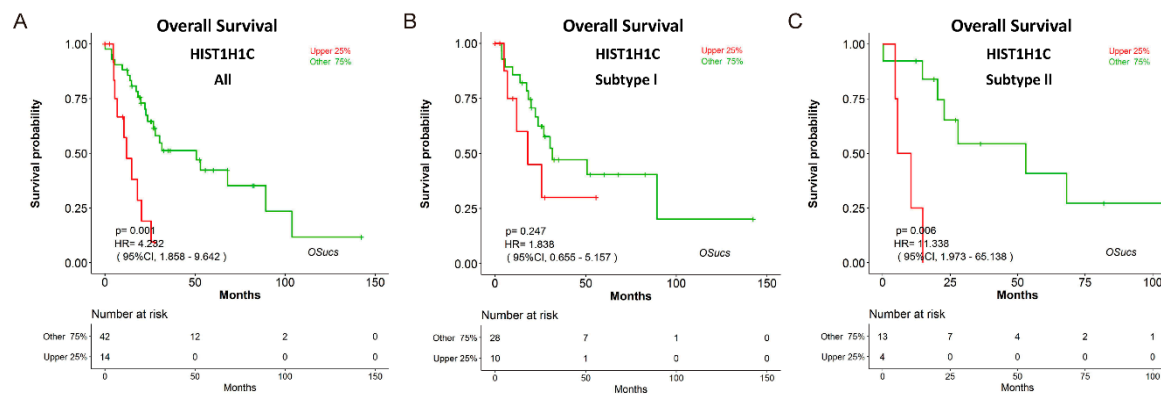 A
Overall Survival
HIST1H1C
All
Upper 25%
Other 75%
Survival probability
1.00
0.75
0.50
0.25
0.00
p= 0.001
HR= 4.232
( 95%CI, 1.858 - 9.642 )
OSucs
0 50 100 150
Months
Number at risk
Other 75% 42 12 2 0
Upper 25% 14 0 0 0
0 50 100 150
Months
B
Overall Survival
HIST1H1C
Subtype I
Upper 25%
Other 75%
Survival probability
1.00
0.75
0.50
0.25
0.00
p= 0.247
HR= 1.838
( 95%CI, 0.655 - 5.157 )
OSucs
0 50 100 150
Months
Number at risk
Other 75% 28 7 1 0
Upper 25% 10 1 0 0
0 50 100 150
Months
C
Overall Survival
HIST1H1C
Subtype II
Upper 25%
Other 75%
Survival probability
1.00
0.75
0.50
0.25
0.00
p= 0.006
HR= 11.338
( 95%CI, 1.973 - 65.138 )
OSucs
0 25 50 75 100
Months
Number at risk
Other 75% 13 7 4 2 1
Upper 25% 4 0 0 0 0
0 25 50 75 100
Months